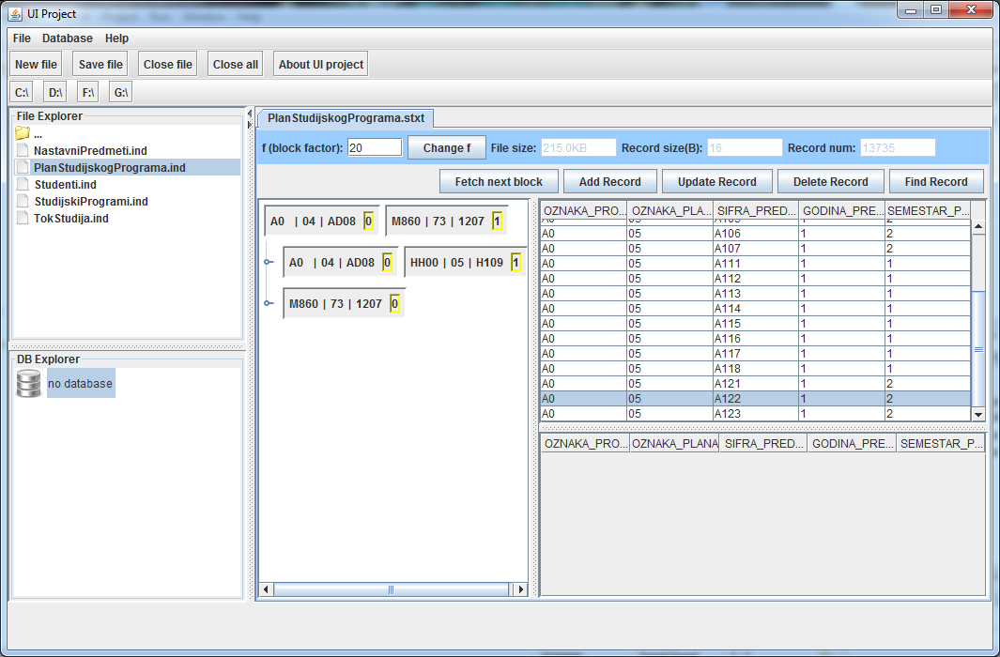 UI Project
File Database Help
New file Save file Close file Close all About UI project
C:\ D:\ F:\ G:\
File Explorer
...
NastavniPredmeti.ind
PlanStudijskogPrograma.ind
Studenti.ind
StudijskiProgrami.ind
TokStudija.ind
DB Explorer
no database
PlanStudijskogPrograma.stxt
f (block factor): 20 Change f File size: 215.0KB Record size(B): 16 Record num: 13735
Fetch next block Add Record Update Record Delete Record Find Record
A0 | 04 | AD08 0 M860 | 73 | 1207 1
A0 | 04 | AD08 0 HH00 | 05 | H109 1
M860 | 73 | 1207 0
OZNAKA_PRO... OZNAKA_PLA... SIFRA_PRED... GODINA_PRE... SEMESTAR_P...
A0 05 A105 1 2
A0 05 A106 1 2
A0 05 A107 1 2
A0 05 A111 1 1
A0 05 A112 1 1
A0 05 A113 1 1
A0 05 A114 1 1
A0 05 A115 1 1
A0 05 A116 1 1
A0 05 A117 1 1
A0 05 A118 1 1
A0 05 A121 1 2
A0 05 A122 1 2
A0 05 A123 1 2
OZNAKA_PRO... OZNAKA_PLANA SIFRA_PRED... GODINA_PRE... SEMESTAR_P...